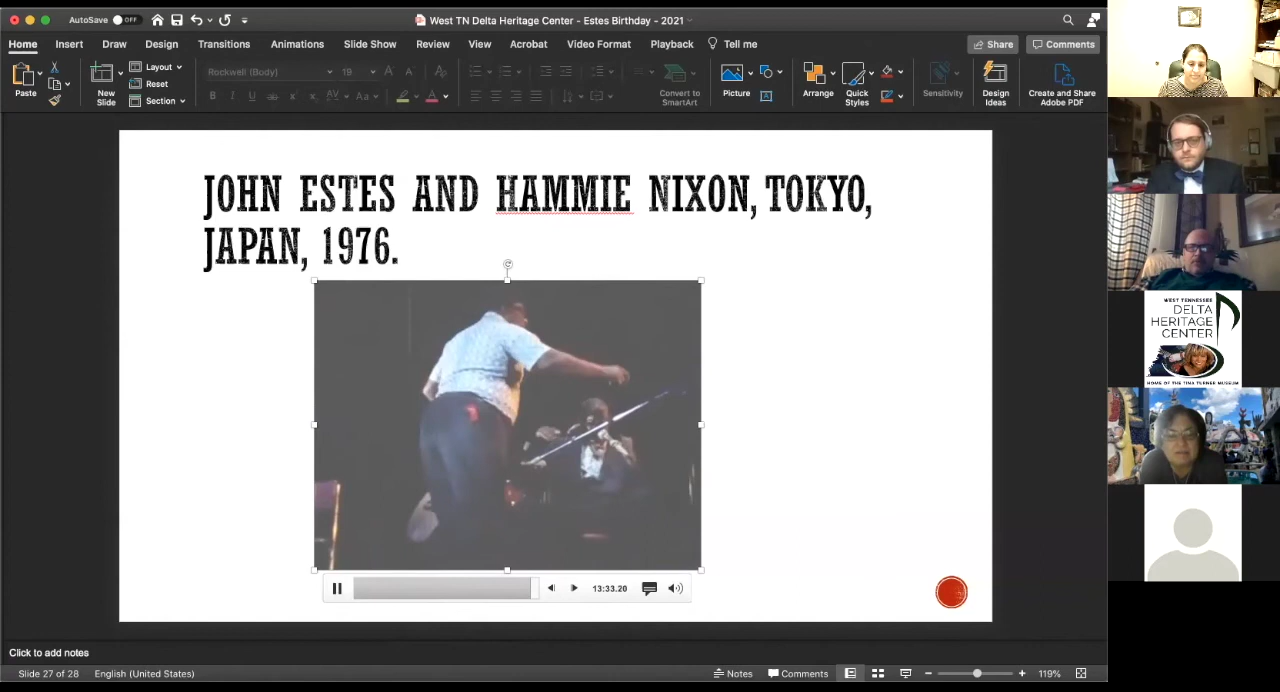 AutoSave OFF
West TN Delta Heritage Center - Estes Birthday - 2021
Home Insert Draw Design Transitions Animations Slide Show Review View Acrobat Video Format Playback Tell me
Share Comments
Paste
New Slide
Layout
Reset
Section
Rockwell (Body) 19
Convert to SmartArt
Picture
Arrange
Quick Styles
Sensitivity
Design Ideas
Create and Share Adobe PDF
JOHN ESTES AND HAMMIE NIXON, TOKYO,
JAPAN, 1976.
13:33.20
WEST TENNESSEE
DELTA
HERITAGE
CENTER
HOME OF THE TINA TURNER MUSEUM
Click to add notes
Slide 27 of 28 English (United States) Notes Comments 119%